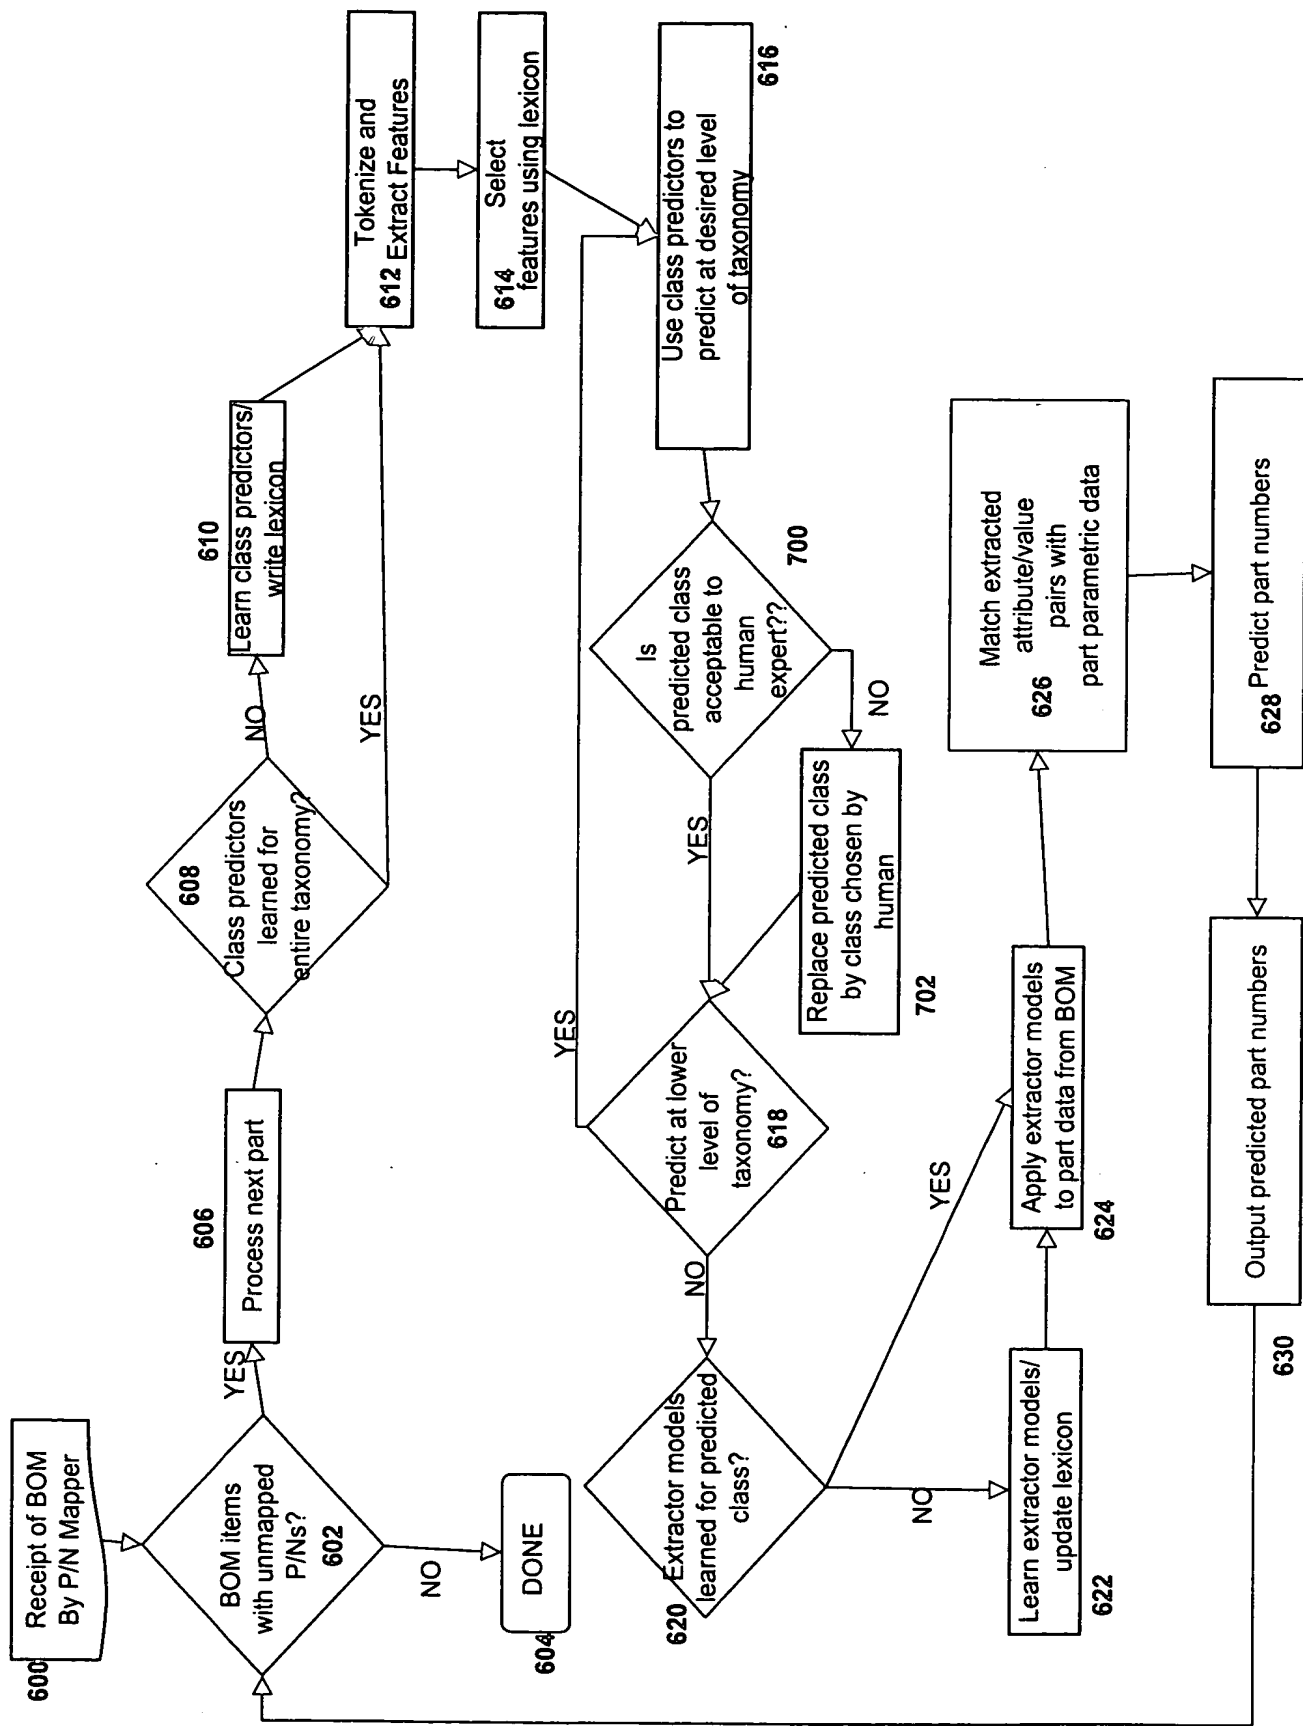 600 Receipt of BOM
By P/N Mapper
BOM items
with unmapped
P/Ns?
602
NO
DONE
604
YES
606
Process next part
608
Class predictors
learned for
entire taxonomy?
NO
YES
610
Learn class predictors/
write lexicon
Tokenize and
612 Extract Features
Select
614 features using lexicon
616
Use class predictors to
predict at desired level
of taxonomy
700
Is
predicted class
acceptable to
human
expert??
NO
YES
Replace predicted class
by class chosen by
human
702
Predict at lower
level of
taxonomy?
618
YES
NO
620 Extractor models
learned for predicted
class?
YES
NO
Learn extractor models/
update lexicon
622
Apply extractor models
to part data from BOM
624
Match extracted
attribute/value
626 pairs with
part parametric data
628 Predict part numbers
Output predicted part numbers
630